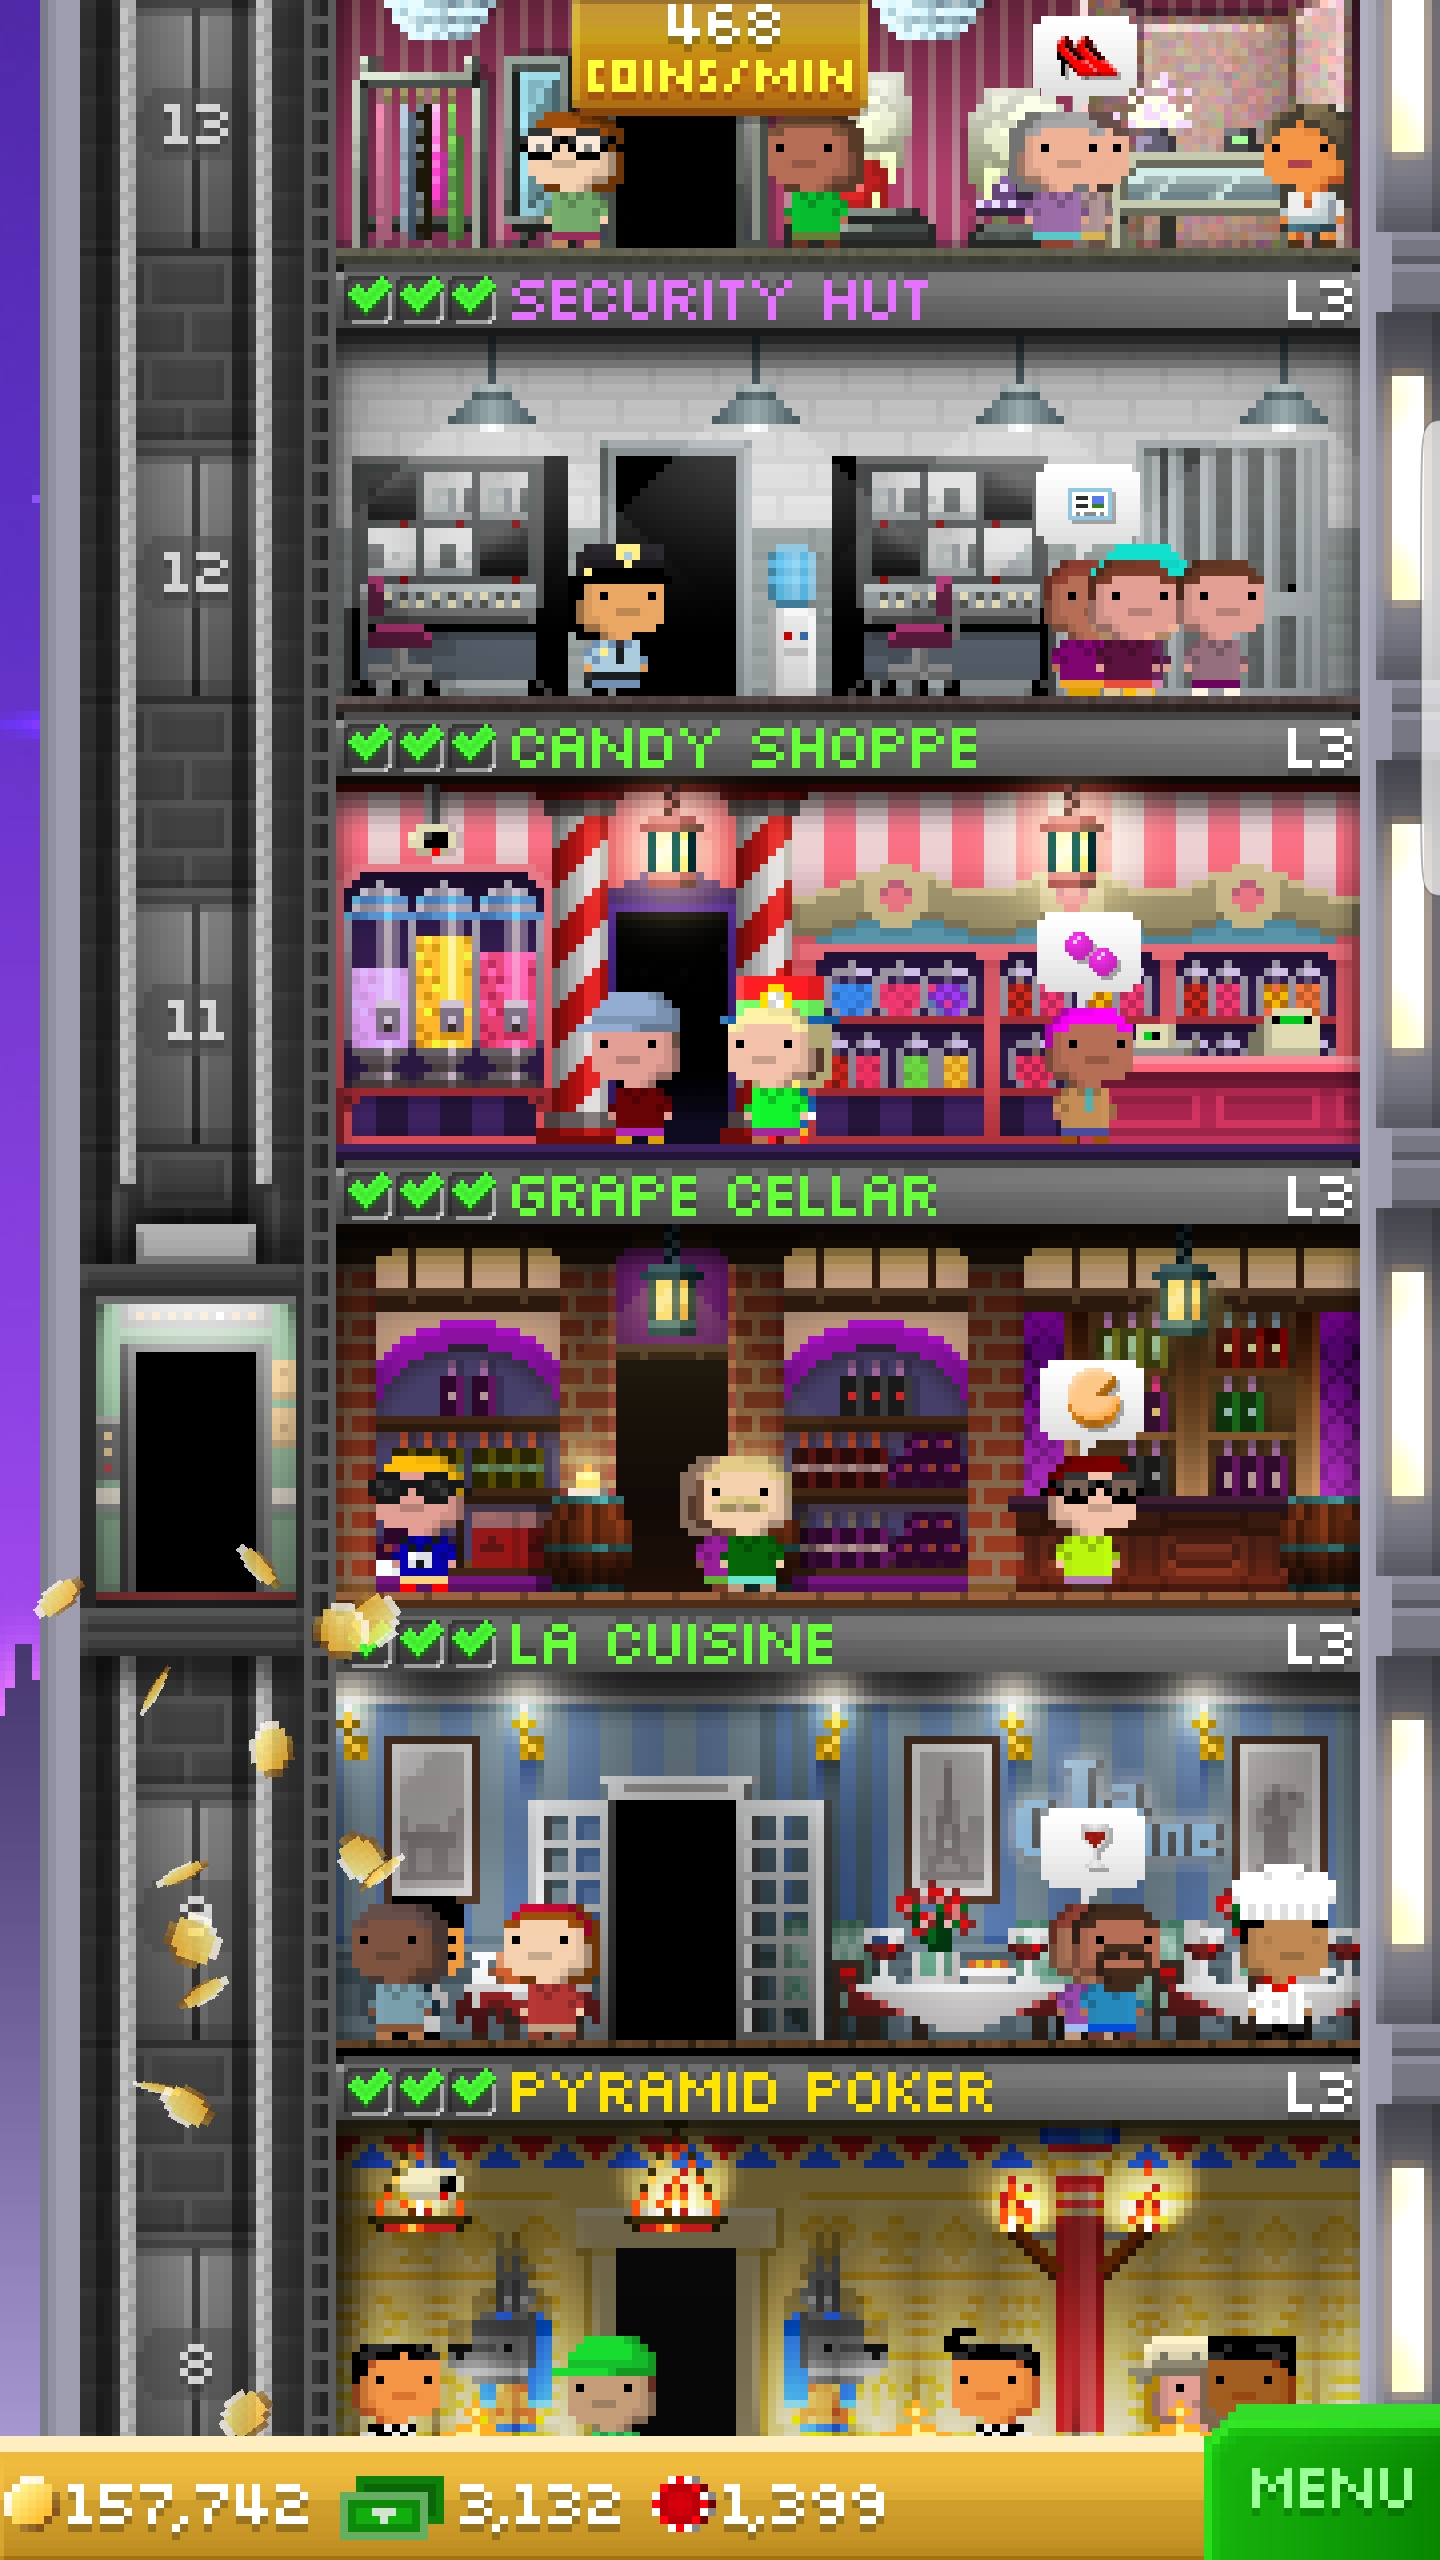 468
COINS/MIN
13
SECURITY HUT L3
12
CANDY SHOPPE L3
11
GRAPE CELLAR L3
LA CUISINE L3
PYRAMID POKER L3
8
157,742 3,132 1,399
MENU